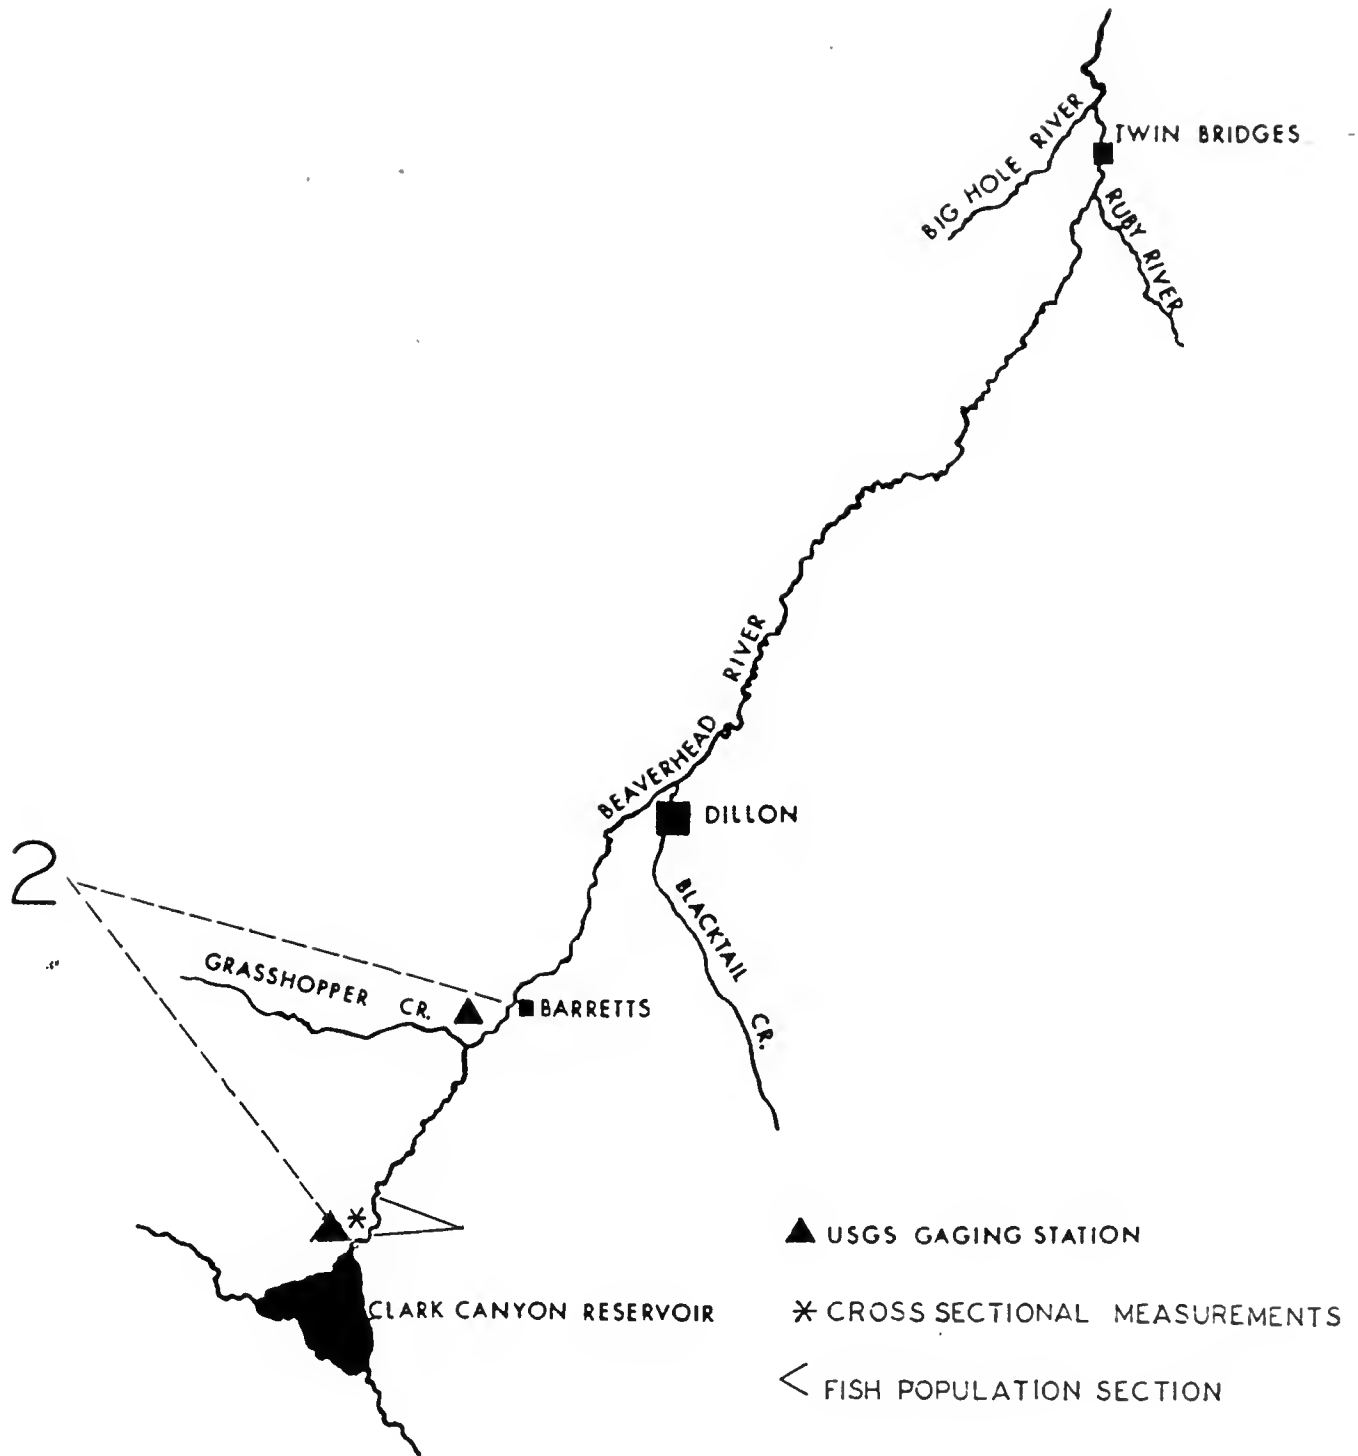 TWIN BRIDGES
BIG HOLE RIVER
RUBY RIVER
BEAVERHEAD RIVER
DILLON
2
BLACKTAIL CR.
GRASSHOPPER CR.
BARRETTS
CLARK CANYON RESERVOIR
USGS GAGING STATION
* CROSS SECTIONAL MEASUREMENTS
< FISH POPULATION SECTION